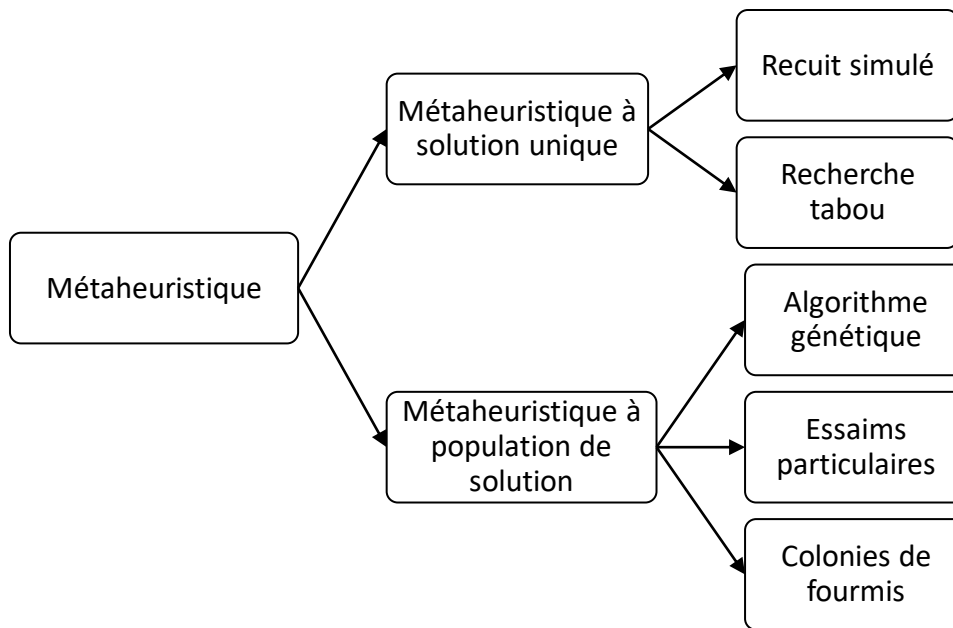 Métaheuristique
Métaheuristique à
solution unique
Recuit simulé
Recherche
tabou
Métaheuristique à
population de
solution
Algorithme
génétique
Essaims
particulaires
Colonies de
fourmis